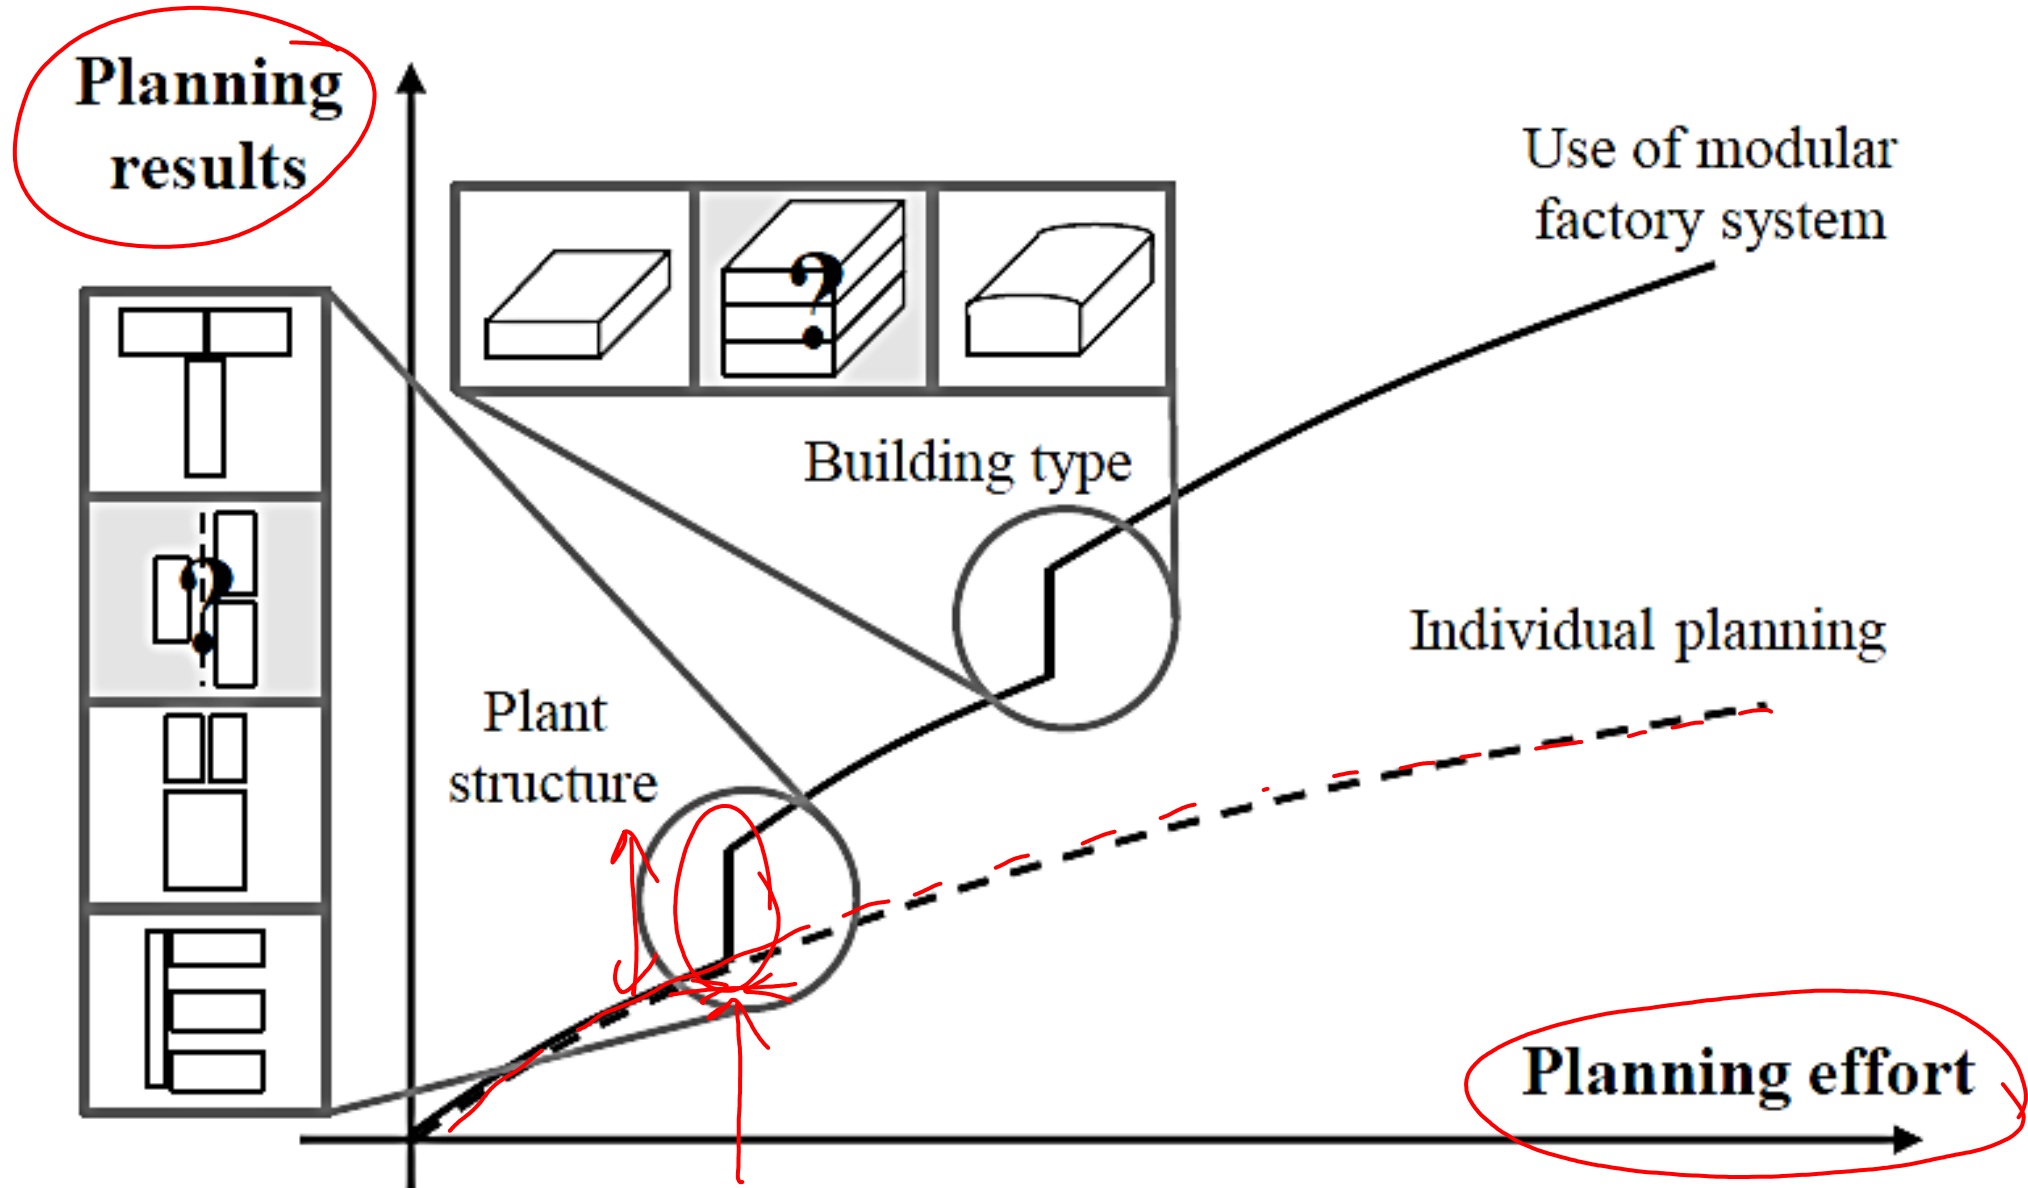 Planning
results
Use of modular
factory system
?
Building type
?
Individual planning
Plant
structure
Planning effort